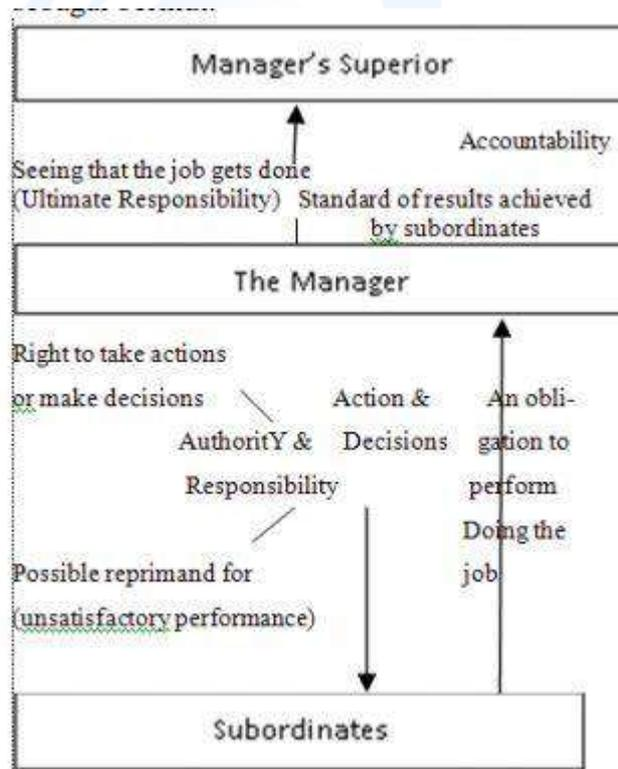 Manager's Superior
Accountability
Seeing that the job gets done
(Ultimate Responsibility) Standard of results achieved
by subordinates
The Manager
Right to take actions
or make decisions Action & An obli-
AuthoritY & Decisions gation to
Responsibility perform
Doing the
Possible reprimand for job
(unsatisfactory performance)
Subordinates